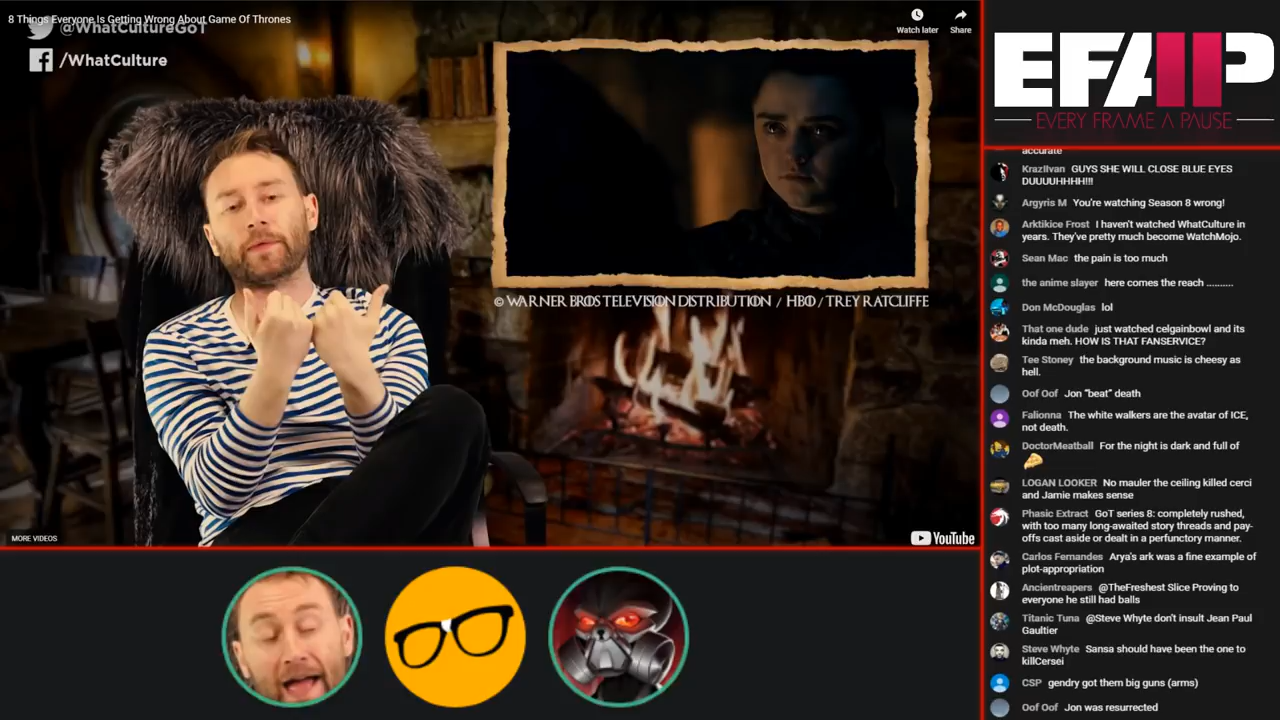 8 Things Everyone Is Getting Wrong About Game Of Thrones
@WhatCultureGoT
/WhatCulture
Watch later
Share
© WARNER BROS TELEVISION DISTRIBUTION / HBO / TREY RATCLIFFE
MORE VIDEOS
YouTube
EFAP
EVERY FRAME A PAUSE
accurate
KrazIIvan GUYS SHE WILL CLOSE BLUE EYES
DUUUUHHHH!!!
Argyris M You're watching Season 8 wrong!
Arktikice Frost I haven't watched WhatCulture in
years. They've pretty much become WatchMojo.
Sean Mac the pain is too much
the anime slayer here comes the reach ..........
Don McDouglas lol
That one dude just watched celgainbowl and its
kinda meh. HOW IS THAT FANSERVICE?
Tee Stoney the background music is cheesy as
hell.
Oof Oof Jon "beat" death
Falionna The white walkers are the avatar of ICE,
not death.
DoctorMeatball For the night is dark and full of
LOGAN LOOKER No mauler the ceiling killed cerci
and Jamie makes sense
Phasic Extract GoT series 8: completely rushed,
with too many long-awaited story threads and pay-
offs cast aside or dealt in a perfunctory manner.
Carlos Fernandes Arya's ark was a fine example of
plot-appropriation
Ancientreapers @TheFreshest Slice Proving to
everyone he still had balls
Titanic Tuna @Steve Whyte don't insult Jean Paul
Gaultier
Steve Whyte Sansa should have been the one to
killCersei
CSP gendry got them big guns (arms)
Oof Oof Jon was resurrected